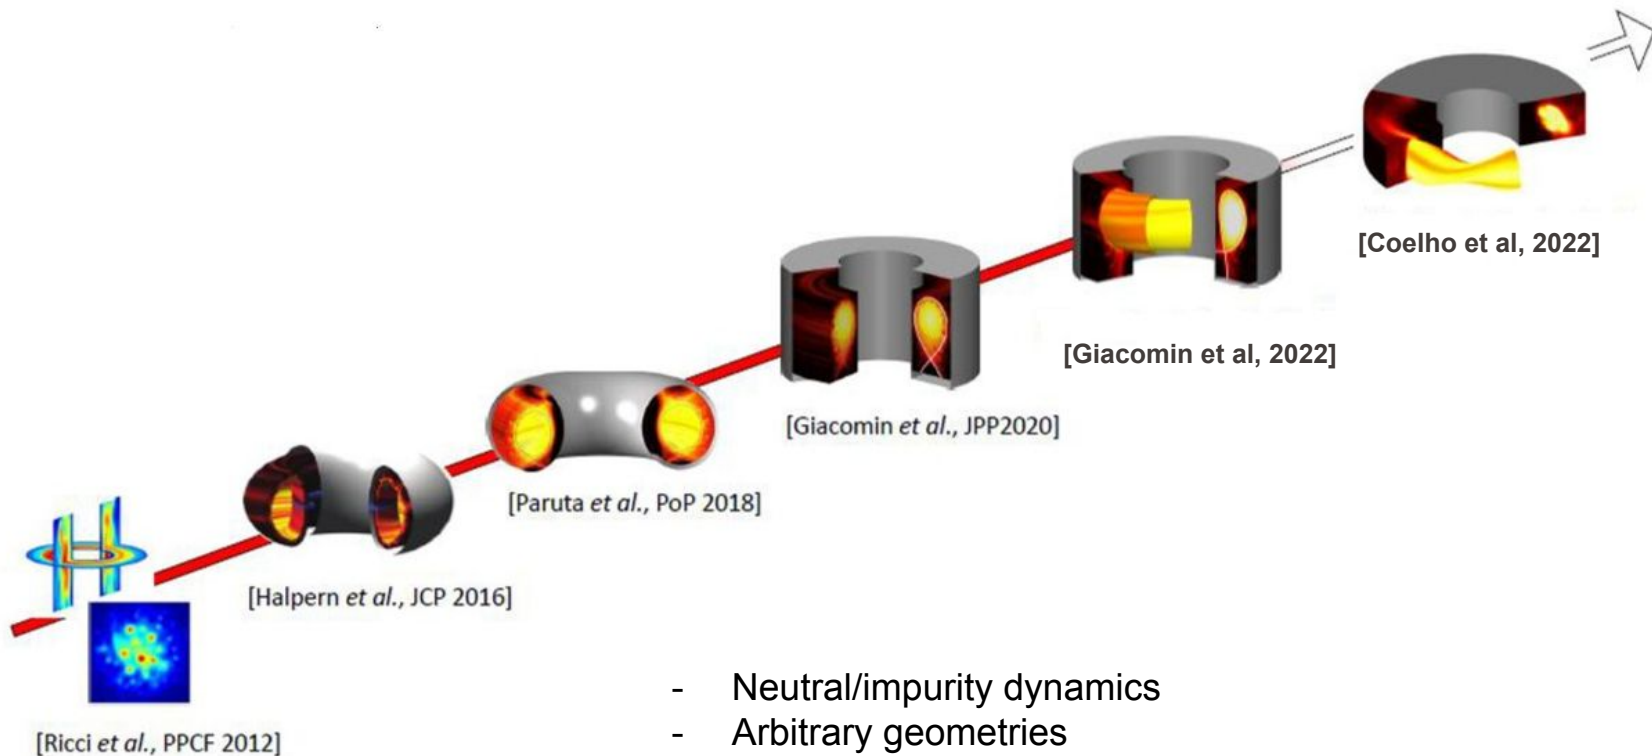 [Coelho et al, 2022]
[Giacomin et al, 2022]
[Giacomin et al., JPP2020]
[Paruta et al., PoP 2018]
[Halpern et al., JCP 2016]
[Ricci et al., PPCF 2012]
- Neutral/impurity dynamics
- Arbitrary geometries